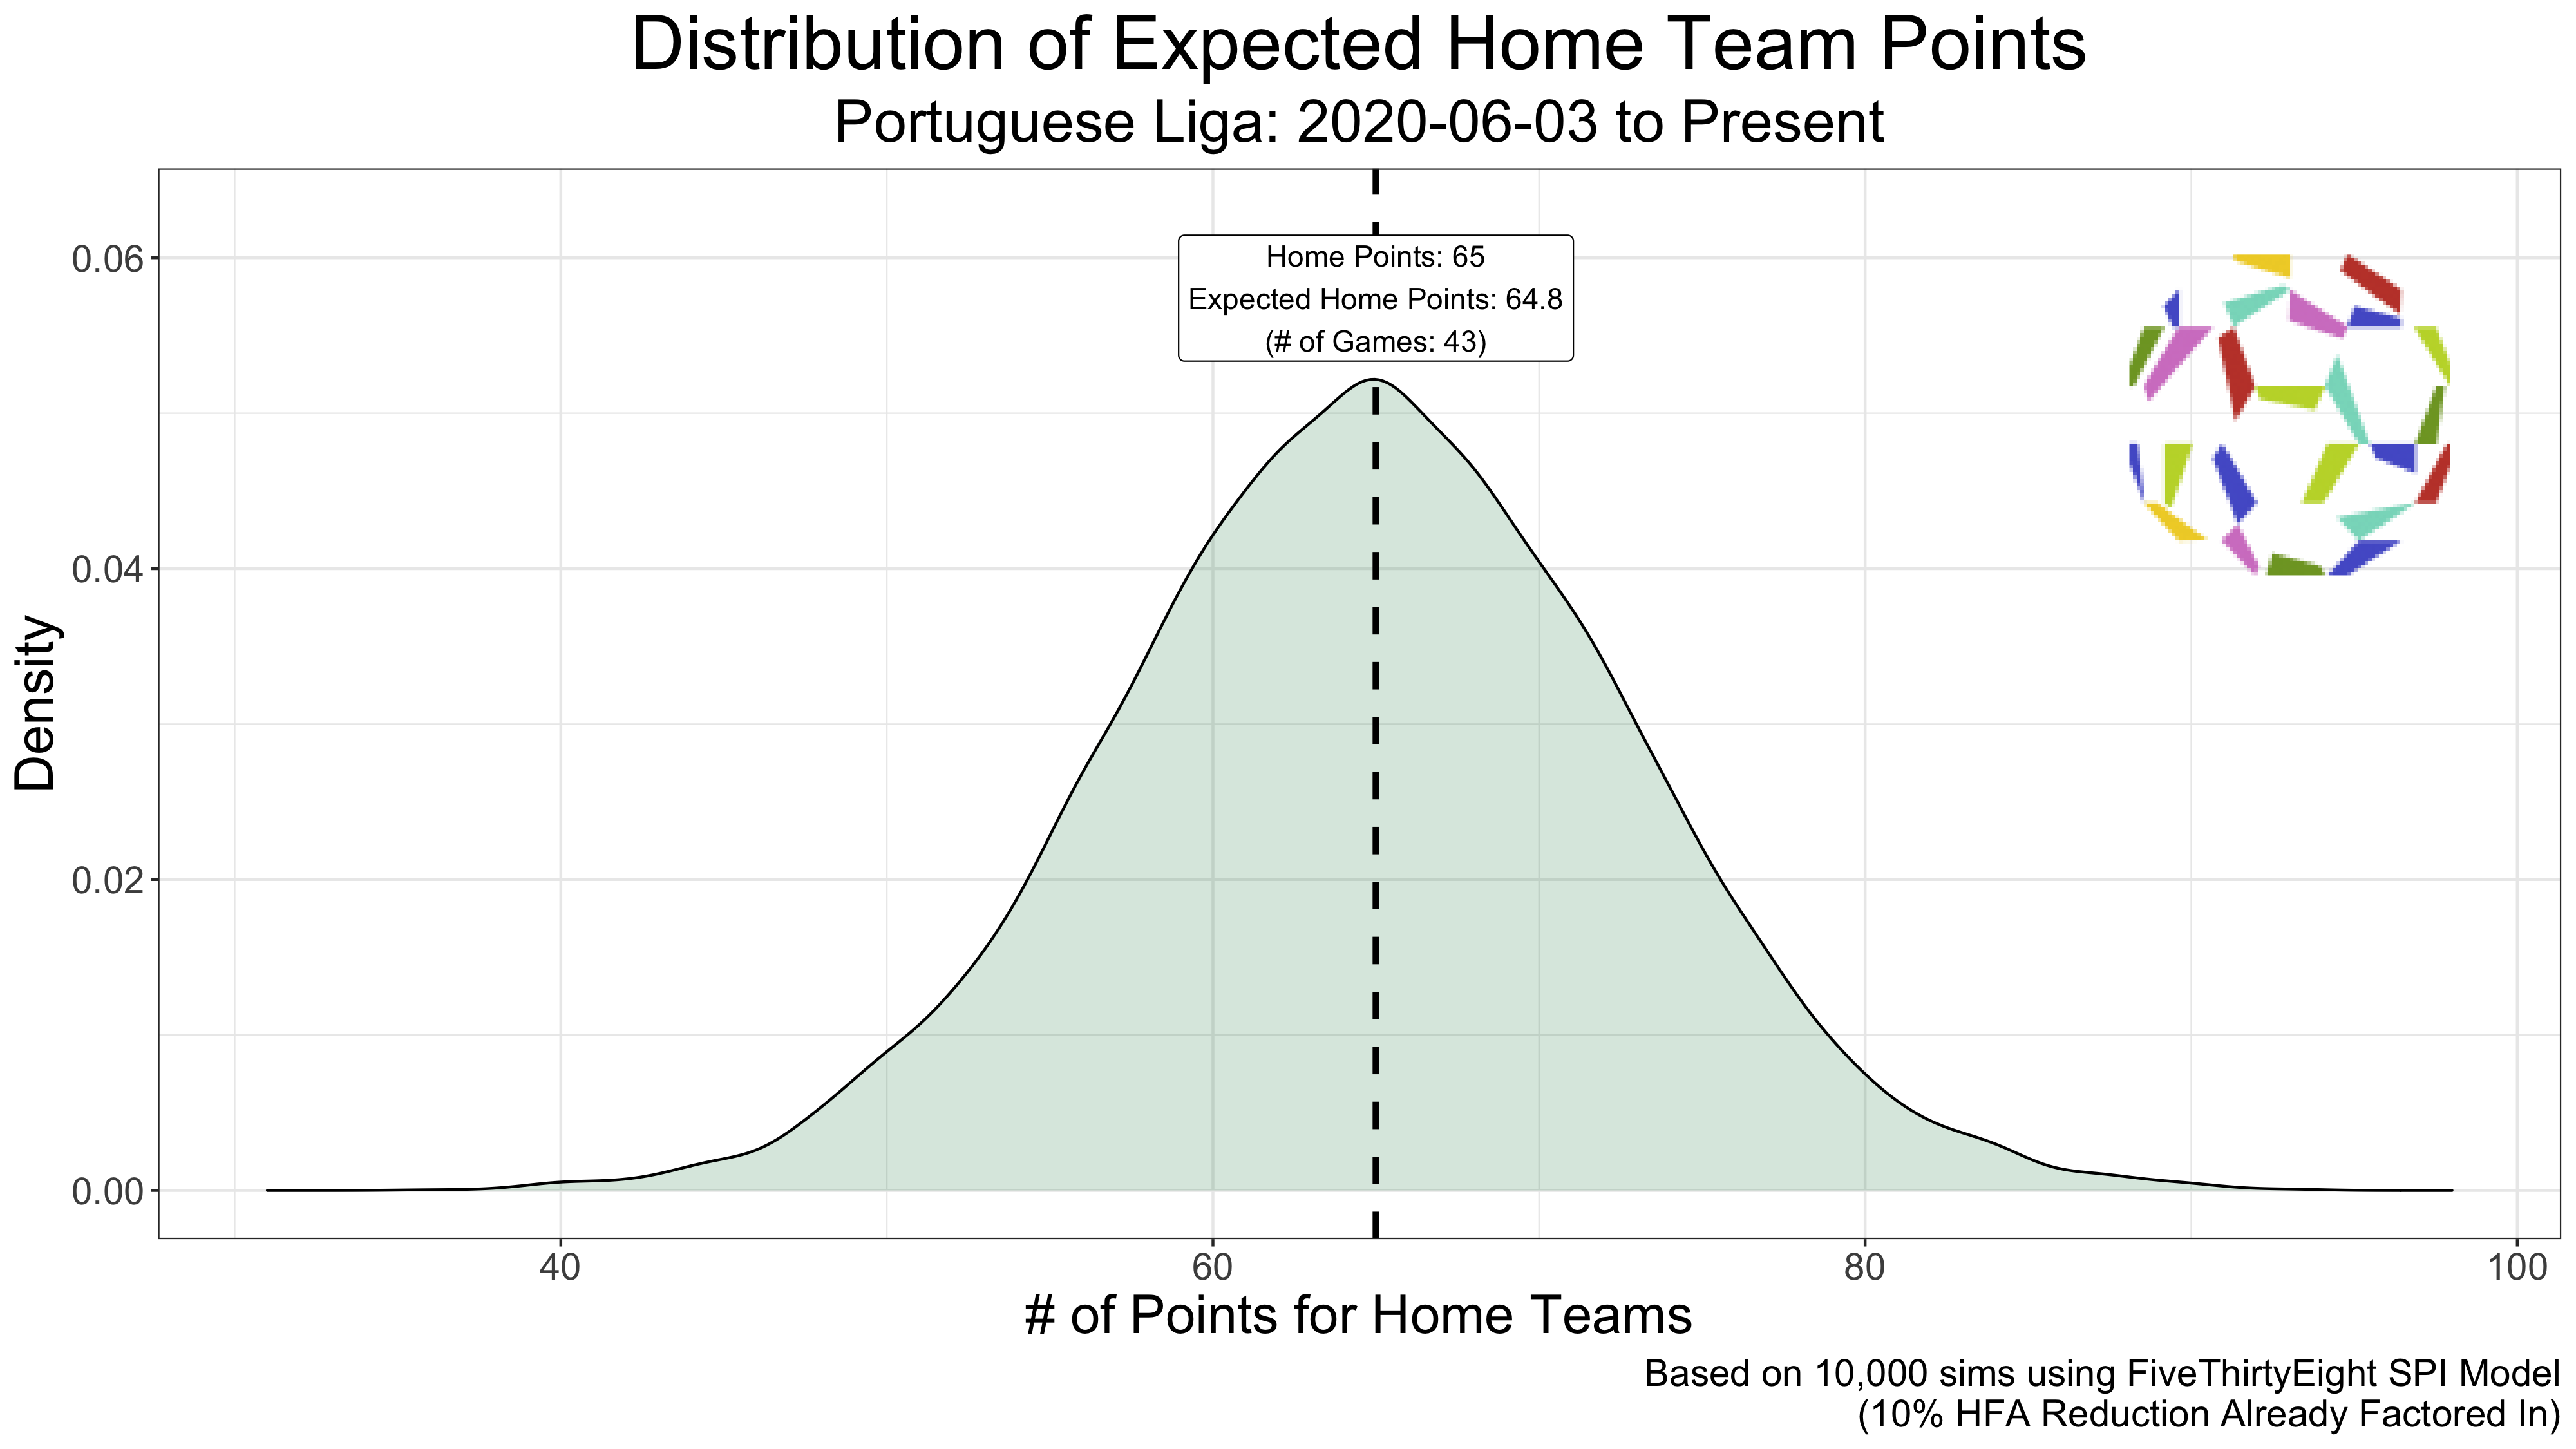 Distribution of Expected Home Team Points
Portuguese Liga: 2020-06-03 to Present
Home Points: 65
Expected Home Points: 64.8
(# of Games: 43)
0.06
0.04
0.02
0.00
Density
40
60
80
100
# of Points for Home Teams
Based on 10,000 sims using FiveThirtyEight SPI Model
(10% HFA Reduction Already Factored In)